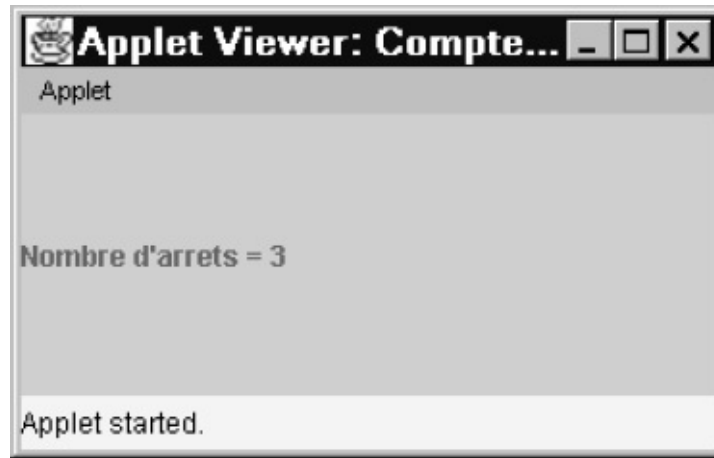 Applet Viewer: Compte...
Applet
Nombre d'arrets = 3
Applet started.